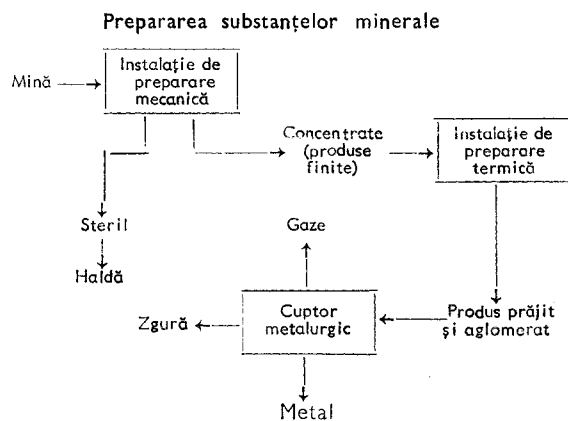 Prepararea substanțelor minerale
Mină
Instalație de
preparare
mecanică
Concentrate
(produse
finite)
Instalație de
preparare
termică
Steril
Haldă
Gaze
Zgură
Cuptor
metalurgic
Produs prăjit
și aglomerat
Metal